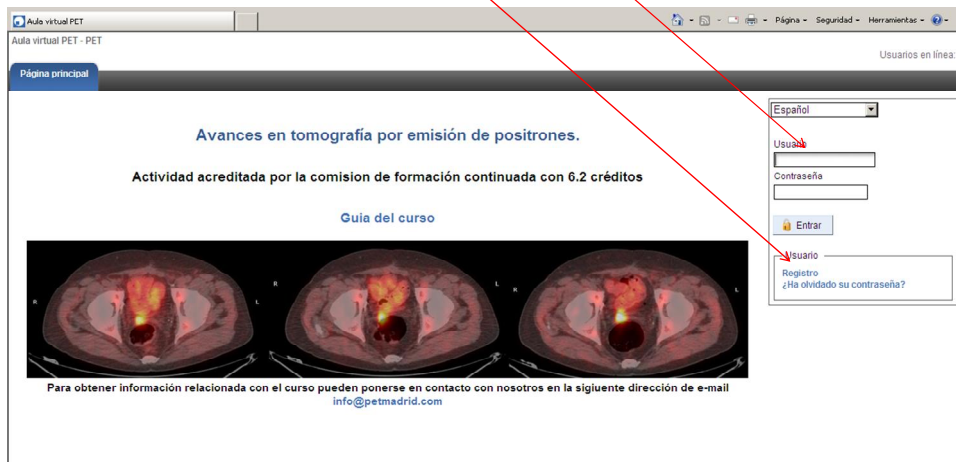 Aula virtual PET
Página - Seguridad - Herramientas -
Aula virtual PET - PET
Usuarios en línea:
Página principal
Español
Avances en tomografía por emisión de positrones.
Usuario
Contraseña
Actividad acreditada por la comision de formación continuada con 6.2 créditos
Guia del curso
Entrar
Usuario
Registro
¿Ha olvidado su contraseña?
R L R L R L
Para obtener información relacionada con el curso pueden ponerse en contacto con nosotros en la sigiuente dirección de e-mail
info@petmadrid.com